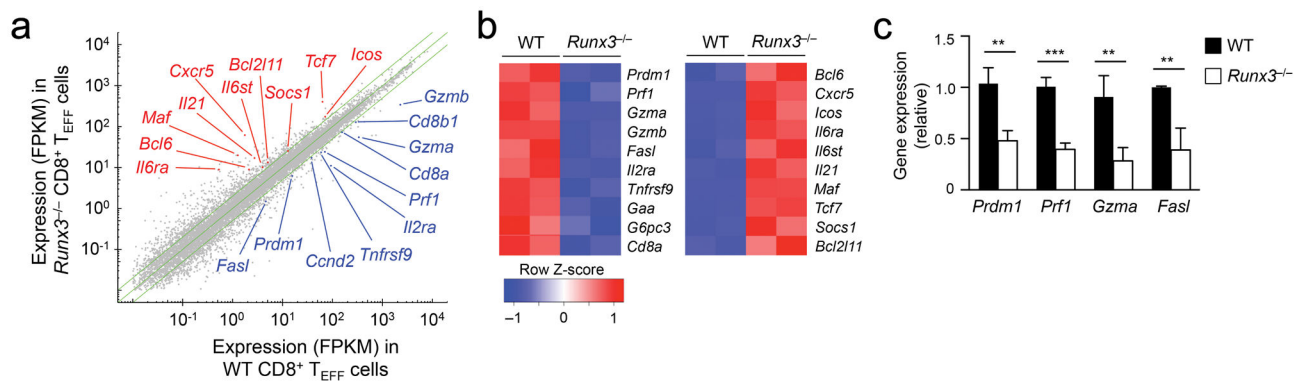 a
Expression (FPKM) in
Runx3–/– CD8+ TEFF cells
10^4
10^3
10^2
10^1
10^0
10^-1
Cxcr5
Bcl2l11
Il6st
Tcf7
Icos
Il21
Socs1
Maf
Bcl6
Il6ra
Gzmb
Cd8b1
Gzma
Cd8a
Prf1
Il2ra
Tnfrsf9
Ccnd2
Prdm1
Fasl
10^-1 10^0 10^1 10^2 10^3 10^4
Expression (FPKM) in
WT CD8+ TEFF cells
b
WT Runx3–/–
Prdm1
Prf1
Gzma
Gzmb
Fasl
Il2ra
Tnfrsf9
Gaa
G6pc3
Cd8a
WT Runx3–/–
Bcl6
Cxcr5
Icos
Il6ra
Il6st
Il21
Maf
Tcf7
Socs1
Bcl2l11
Row Z-score
–1 0 1
c
Gene expression
(relative)
1.5
1.0
0.5
0
** *** ** **
Prdm1 Prf1 Gzma Fasl
WT
Runx3–/–